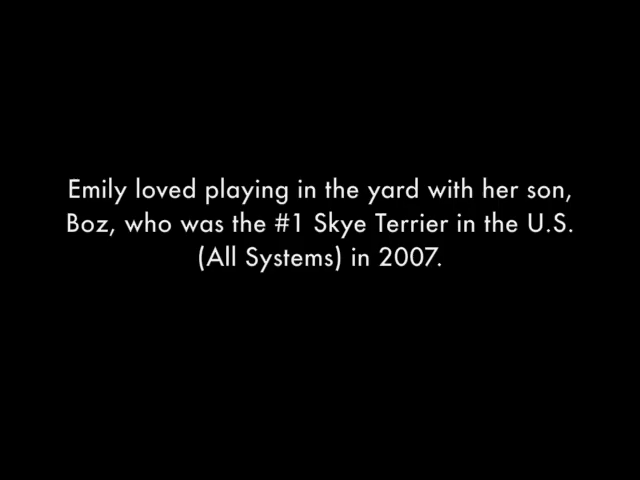 Emily loved playing in the yard with her son,
Boz, who was the #1 Skye Terrier in the U.S.
(All Systems) in 2007.